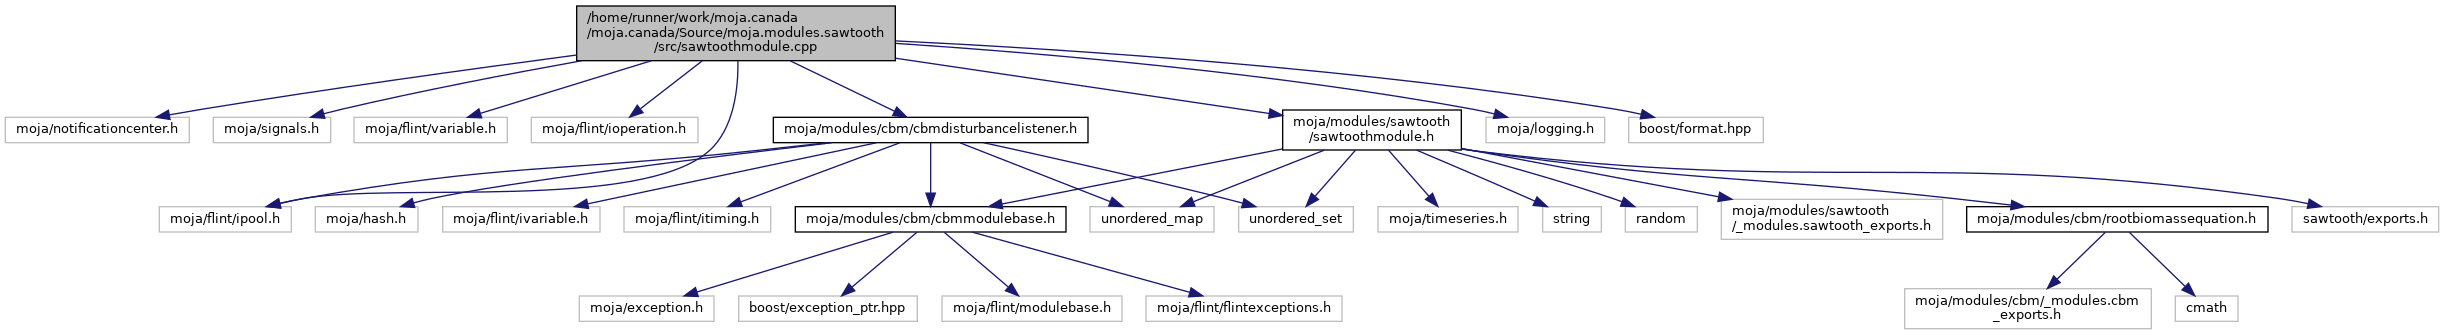 /home/runner/work/moja.canada
/moja.canada/Source/moja.modules.sawtooth
/src/sawtoothmodule.cpp
moja/notificationcenter.h
moja/signals.h
moja/flint/variable.h
moja/flint/ioperation.h
moja/modules/cbm/cbmdisturbancelistener.h
moja/modules/sawtooth
/sawtoothmodule.h
moja/logging.h
boost/format.hpp
moja/flint/ipool.h
moja/hash.h
moja/flint/ivariable.h
moja/flint/itiming.h
moja/modules/cbm/cbmmodulebase.h
unordered_map
unordered_set
moja/timeseries.h
string
random
moja/modules/sawtooth
/_modules.sawtooth_exports.h
moja/modules/cbm/rootbiomassequation.h
sawtooth/exports.h
moja/exception.h
boost/exception_ptr.hpp
moja/flint/modulebase.h
moja/flint/flintexceptions.h
moja/modules/cbm/_modules.cbm
_exports.h
cmath